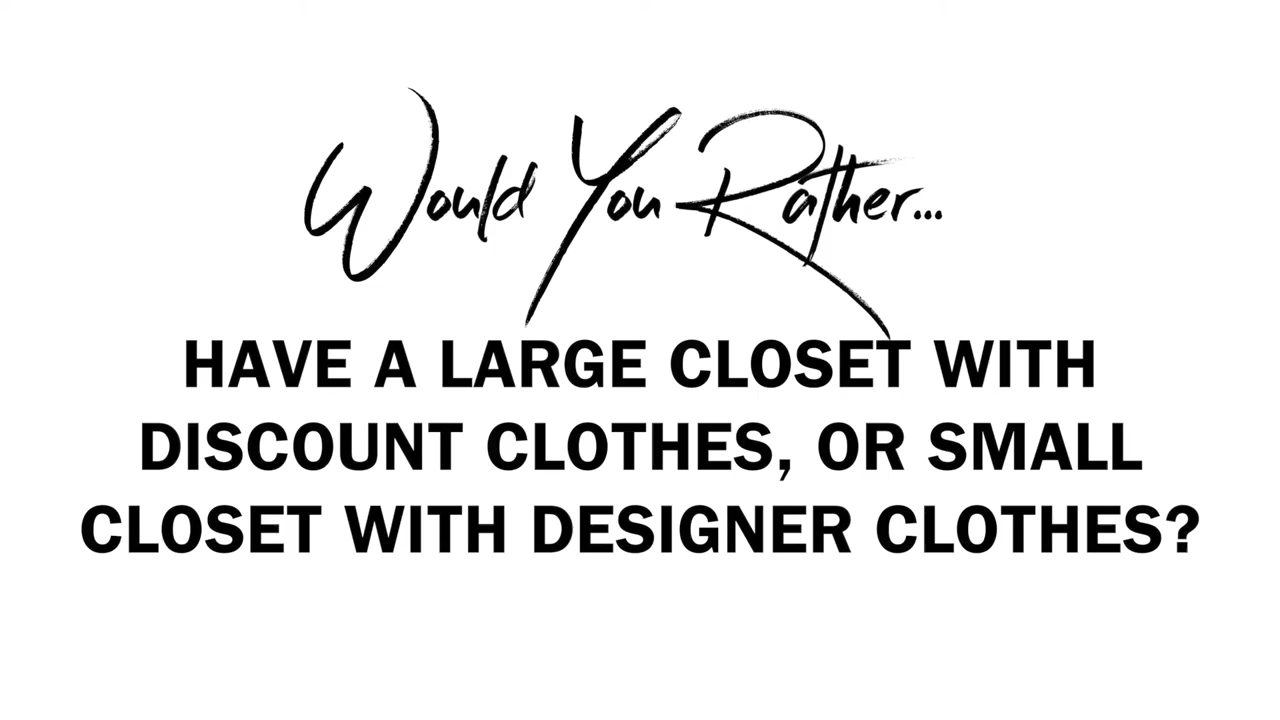 Would You Rather...
HAVE A LARGE CLOSET WITH
DISCOUNT CLOTHES, OR SMALL
CLOSET WITH DESIGNER CLOTHES?